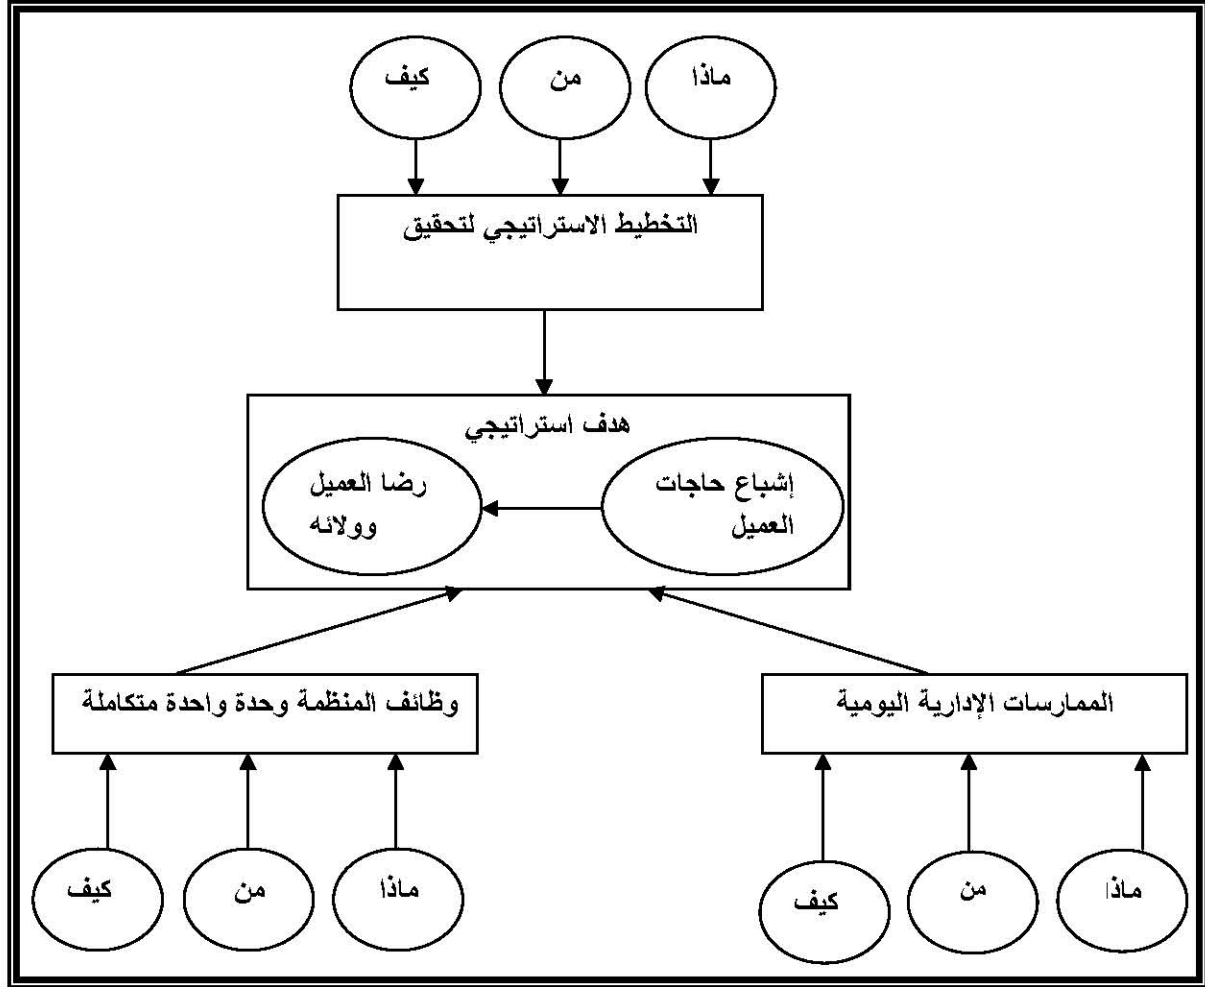 ماذا
من
كيف
التخطيط الاستراتيجي لتحقيق
هدف استراتيجي
إشباع حاجات
العميل
رضا العميل
وولائه
الممارسات الإدارية اليومية
وظائف المنظمة وحدة واحدة متكاملة
ماذا
من
كيف
ماذا
من
كيف